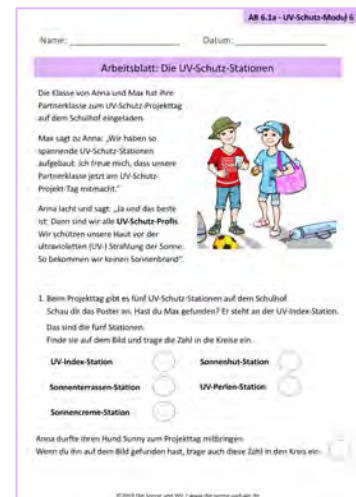 AB 6.1a - UV-Schutz-Modul 6
Name: Datum:
Arbeitsblatt: Die UV-Schutz-Stationen
Die Klasse von Anna und Max hat ihre
Partnerklasse zum UV-Schutz-Projekttag
auf dem Schulhof eingeladen.
Max sagt zu Anna: „Wir haben so
spannende UV-Schutz-Stationen
aufgebaut. Ich freue mich, dass unsere
Partnerklasse jetzt am UV-Schutz-
Projekt-Tag mitmacht.“
Anna lacht und sagt: „Ja und das beste
ist: Dann sind wir alle UV-Schutz-Profis.
Wir schützen unsere Haut vor der
ultravioletten (UV-) Strahlung der Sonne.
So bekommen wir keinen Sonnenbrand“.
1. Beim Projekttag gibt es fünf UV-Schutz-Stationen auf dem Schulhof.
Schau dir das Poster an. Hast du Max gefunden? Er steht an der UV-Index-Station.
Das sind die fünf Stationen.
Finde sie auf dem Bild und trage die Zahl in die Kreise ein.
UV-Index-Station Sonnenhut-Station
Sonnenterrassen-Station UV-Perlen-Station
Sonnencreme-Station
Anna durfte ihren Hund Sunny zum Projekttag mitbringen.
Wenn du ihn auf dem Bild gefunden hast, trage auch diese Zahl in den Kreis ein.